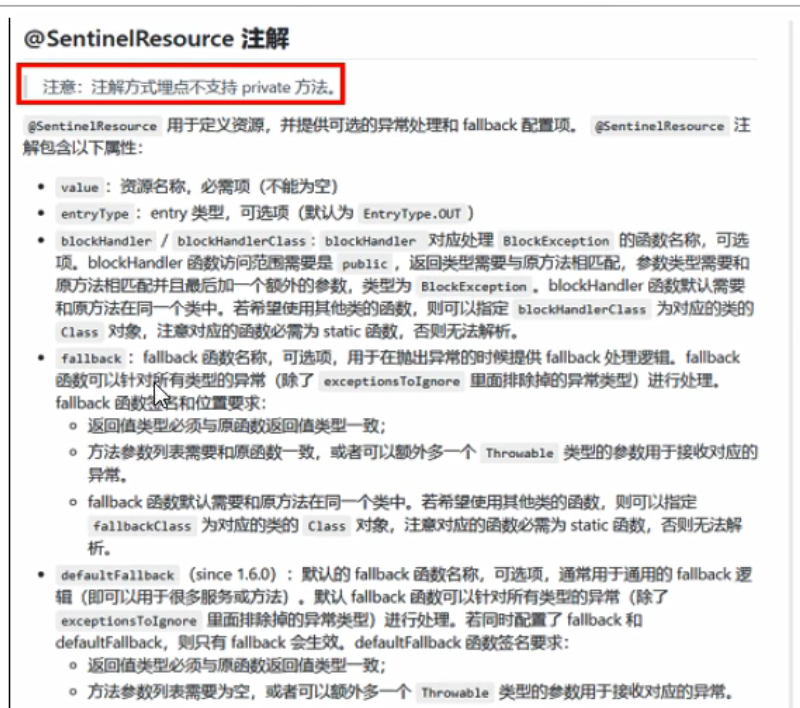 @SentinelResource 注解
注意：注解方式埋点不支持 private 方法。
@SentinelResource 用于定义资源，并提供可选的异常处理和 fallback 配置项。 @SentinelResource 注
解包含以下属性：
value：资源名称，必需项（不能为空）
entryType：entry 类型，可选项（默认为 EntryType.OUT）
blockHandler / blockHandlerClass：blockHandler 对应处理 BlockException 的函数名称，可选
项。blockHandler 函数访问范围需要是 public，返回类型需要与原方法相匹配，参数类型需要和
原方法相匹配并且最后加一个额外的参数，类型为 BlockException。blockHandler 函数默认需要
和原方法在同一个类中。若希望使用其他类的函数，则可以指定 blockHandlerClass 为对应的类的
Class 对象，注意对应的函数必需为 static 函数，否则无法解析。
fallback：fallback 函数名称，可选项，用于在抛出异常的时候提供 fallback 处理逻辑。fallback
函数可以针对所有类型的异常（除了 exceptionsToIgnore 里面排除掉的异常类型）进行处理。
fallback 函数签名和位置要求：
返回值类型必须与原函数返回值类型一致；
方法参数列表需要和原函数一致，或者可以额外多一个 Throwable 类型的参数用于接收对应的
异常。
fallback 函数默认需要和原方法在同一个类中。若希望使用其他类的函数，则可以指定
fallbackClass 为对应的类的 Class 对象，注意对应的函数必需为 static 函数，否则无法解
析。
defaultFallback（since 1.6.0）：默认的 fallback 函数名称，可选项，通常用于通用的 fallback 逻
辑（即可以用于很多服务或方法）。默认 fallback 函数可以针对所有类型的异常（除了
exceptionsToIgnore 里面排除掉的异常类型）进行处理。若同时配置了 fallback 和
defaultFallback，则只有 fallback 会生效。defaultFallback 函数签名要求：
返回值类型必须与原函数返回值类型一致；
方法参数列表需要为空，或者可以额外多一个 Throwable 类型的参数用于接收对应的异常。